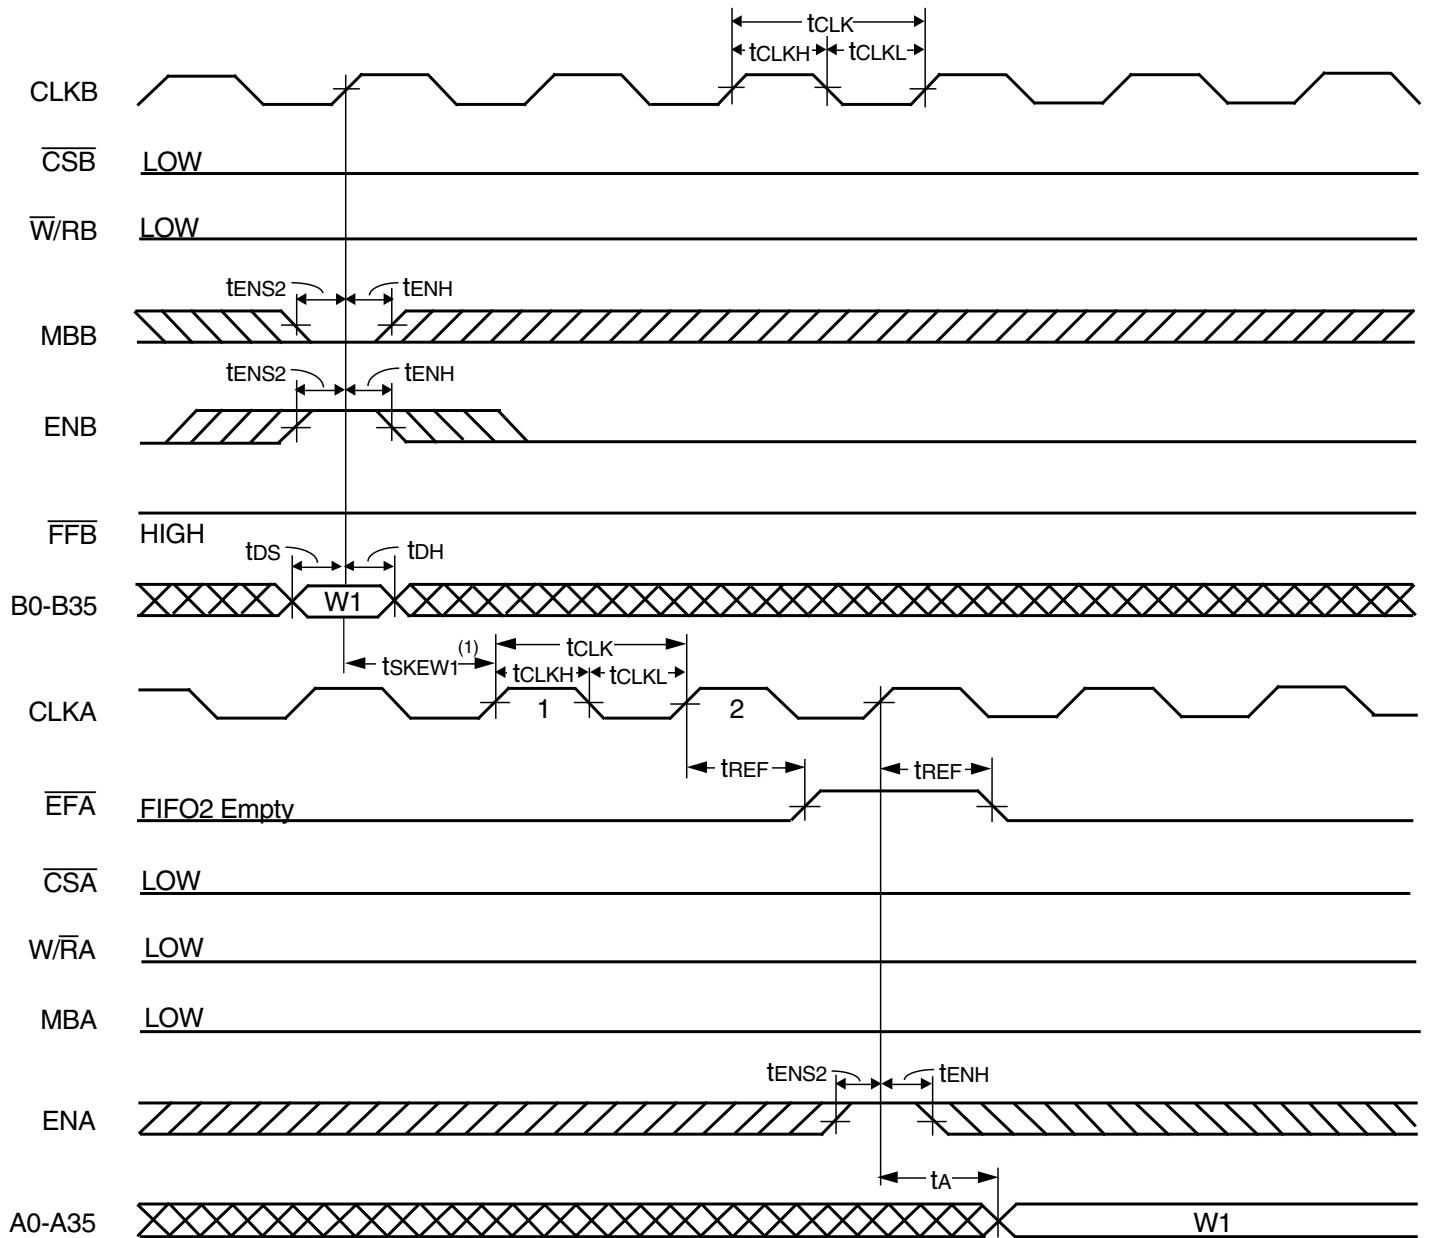 tCLK
tCLKH tCLKL
CLKB
CSB LOW
W/RB LOW
tENS2 tENH
MBB
tENS2 tENH
ENB
FFB HIGH
tDS tDH
B0-B35 W1
tSKEW1(1) tCLK
tCLKH tCLKL
CLKA 1 2
tREF tREF
EFA FIFO2 Empty
CSA LOW
W/RA LOW
MBA LOW
tENS2 tENH
ENA
tA
A0-A35 W1